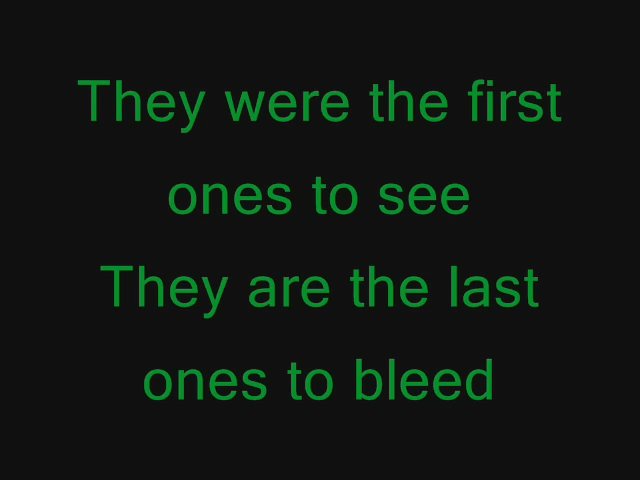 They were the first
ones to see
They are the last
ones to bleed